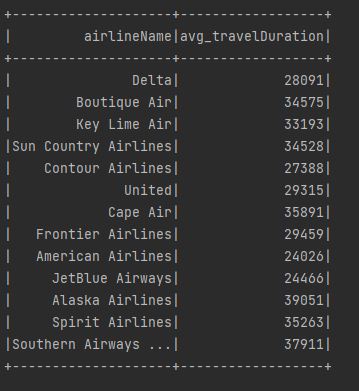 +--------------------+------------------+
|         airlineName|avg_travelDuration|
+--------------------+------------------+
|               Delta|             28091|
|        Boutique Air|             34575|
|        Key Lime Air|             33193|
|Sun Country Airlines|             34528|
|    Contour Airlines|             27388|
|              United|             29315|
|            Cape Air|             35891|
|   Frontier Airlines|             29459|
|   American Airlines|             24026|
|     JetBlue Airways|             24466|
|     Alaska Airlines|             39051|
|     Spirit Airlines|             35263|
|Southern Airways ...|             37911|
+--------------------+------------------+